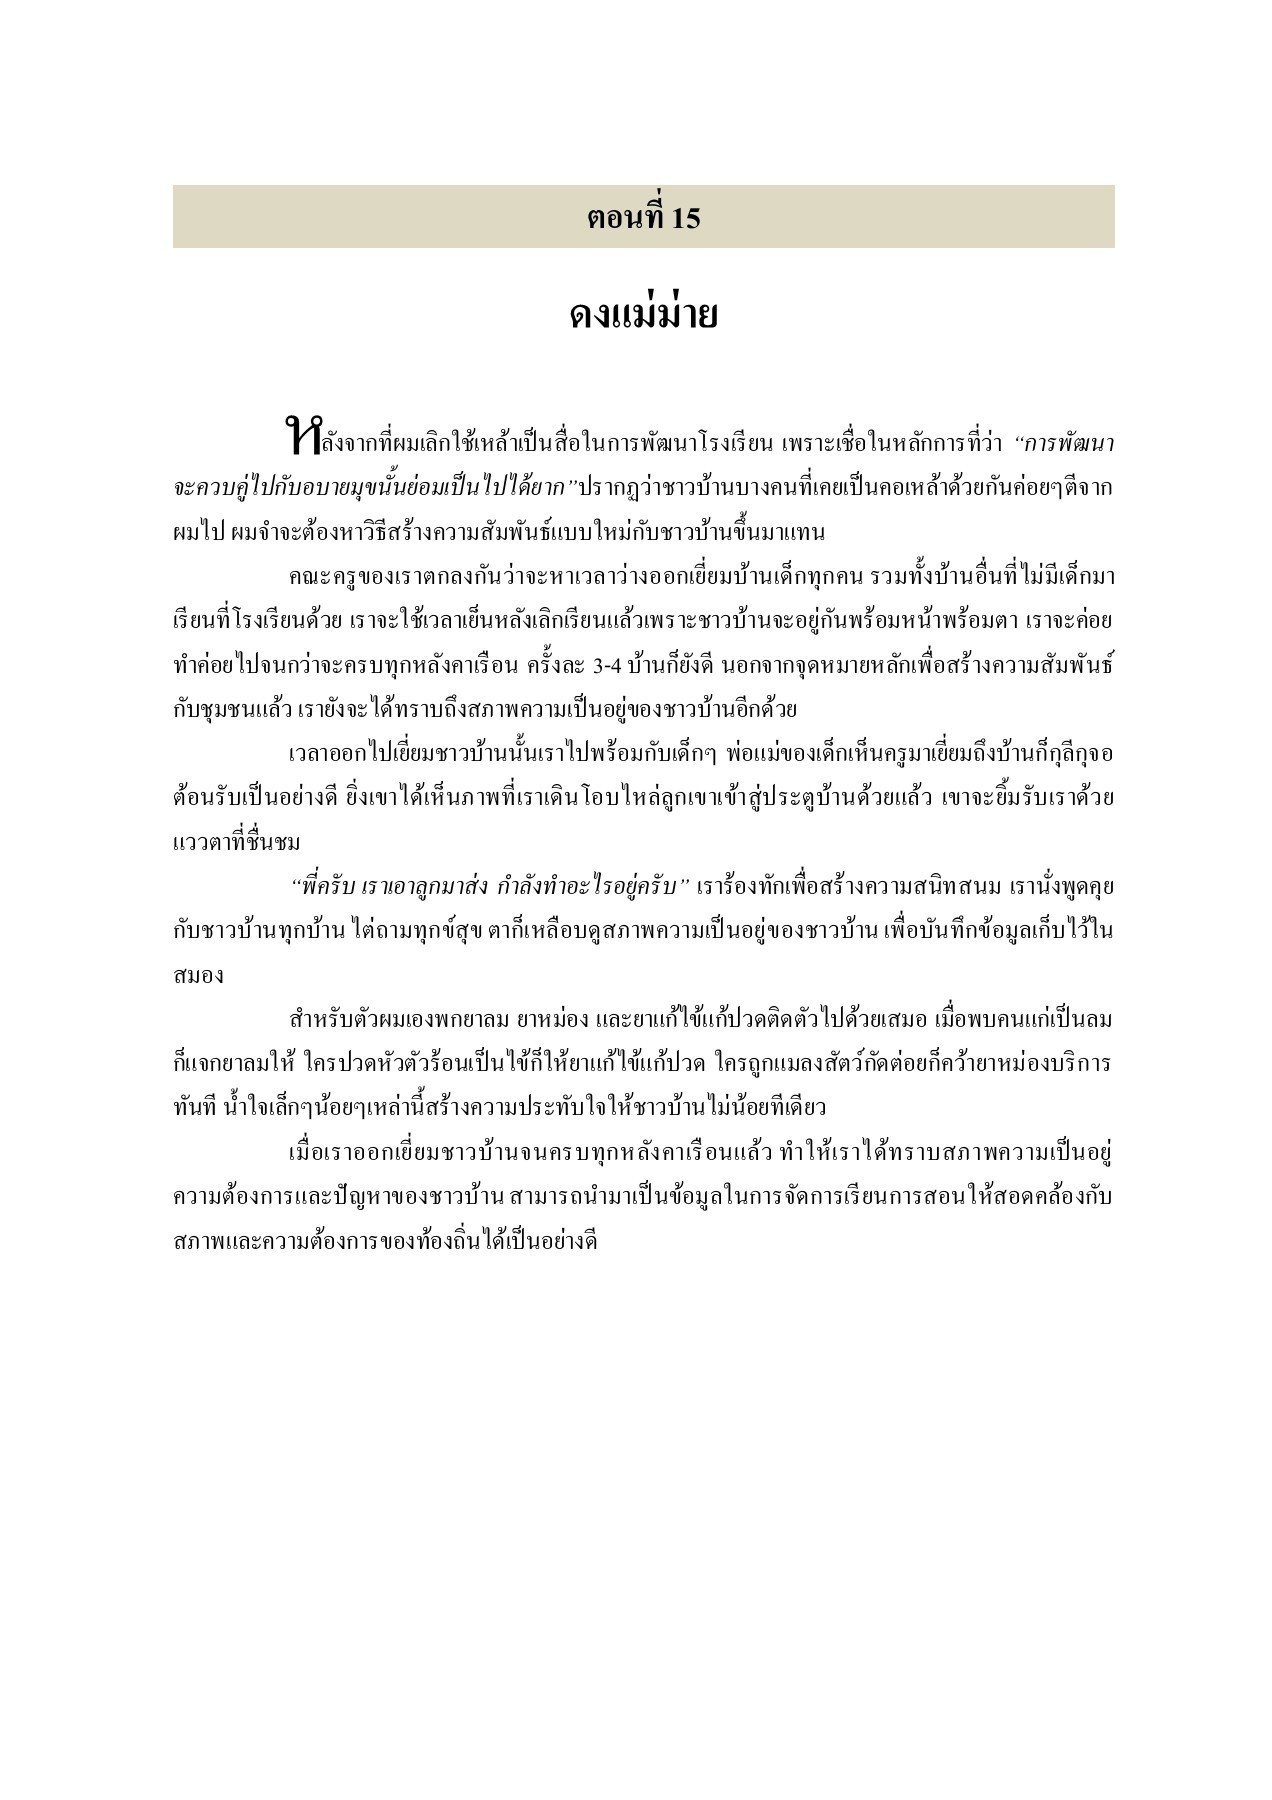 ตอนที่ 15
ดงแม่ม่าย
หลังจากที่ผมเลิกใช้เหล้าเป็นสื่อในการพัฒนาโรงเรียน เพราะเชื่อในหลักการที่ว่า “การพัฒนา
จะควบคู่ไปกับอบายมุขนั้นย่อมเป็นไปได้ยาก”ปรากฏว่าชาวบ้านบางคนที่เคยเป็นคอเหล้าด้วยกันค่อยๆตีจาก
ผมไป ผมจำจะต้องหาวิธีสร้างความสัมพันธ์แบบใหม่กับชาวบ้านขึ้นมาแทน
คณะครูของเราตกลงกันว่าจะหาเวลาว่างออกเยี่ยมบ้านเด็กทุกคน รวมทั้งบ้านอื่นที่ไม่มีเด็กมา
เรียนที่โรงเรียนด้วย เราจะใช้เวลาเย็นหลังเลิกเรียนแล้วเพราะชาวบ้านจะอยู่กันพร้อมหน้าพร้อมตา เราจะค่อย
ทำค่อยไปจนกว่าจะครบทุกหลังคาเรือน ครั้งละ 3-4 บ้านก็ยังดี นอกจากจุดหมายหลักเพื่อสร้างความสัมพันธ์
กับชุมชนแล้ว เรายังจะได้ทราบถึงสภาพความเป็นอยู่ของชาวบ้านอีกด้วย
เวลาออกไปเยี่ยมชาวบ้านนั้นเราไปพร้อมกับเด็กๆ พ่อแม่ของเด็กเห็นครูมาเยี่ยมถึงบ้านก็กุลีกุจอ
ต้อนรับเป็นอย่างดี ยิ่งเขาได้เห็นภาพที่เราเดินโอบไหล่ลูกเขาเข้าสู่ประตูบ้านด้วยแล้ว เขาจะยิ้มรับเราด้วย
แววตาที่ชื่นชม
“พี่ครับ เราเอาลูกมาส่ง กำลังทำอะไรอยู่ครับ” เราร้องทักเพื่อสร้างความสนิทสนม เรานั่งพูดคุย
กับชาวบ้านทุกบ้าน ไต่ถามทุกข์สุข ตาก็เหลือบดูสภาพความเป็นอยู่ของชาวบ้าน เพื่อบันทึกข้อมูลเก็บไว้ใน
สมอง
สำหรับตัวผมเองพกยาลม ยาหม่อง และยาแก้ไข้แก้ปวดติดตัวไปด้วยเสมอ เมื่อพบคนแก่เป็นลม
ก็แจกยาลมให้ ใครปวดหัวตัวร้อนเป็นไข้ก็ให้ยาแก้ไข้แก้ปวด ใครถูกแมลงสัตว์กัดต่อยก็คว้ายาหม่องบริการ
ทันที น้ำใจเล็กๆน้อยๆเหล่านี้สร้างความประทับใจให้ชาวบ้านไม่น้อยทีเดียว
เมื่อเราออกเยี่ยมชาวบ้านจนครบทุกหลังคาเรือนแล้ว ทำให้เราได้ทราบสภาพความเป็นอยู่
ความต้องการและปัญหาของชาวบ้าน สามารถนำมาเป็นข้อมูลในการจัดการเรียนการสอนให้สอดคล้องกับ
สภาพและความต้องการของท้องถิ่นได้เป็นอย่างดี